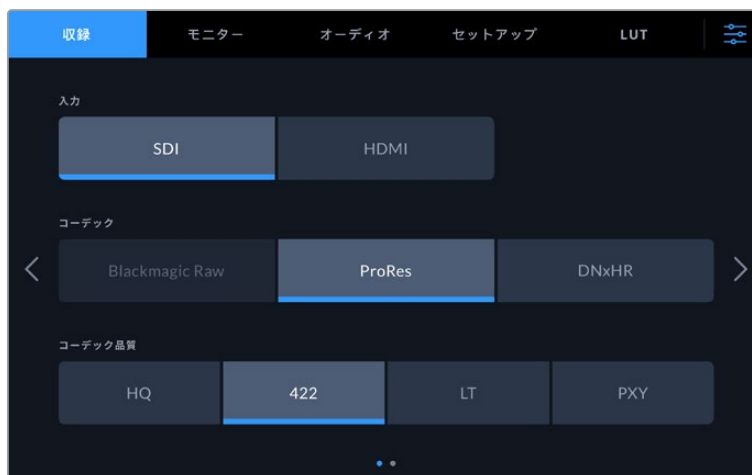 収録 モニター オーディオ セットアップ LUT
入力
SDI HDMI
コーデック
Blackmagic Raw ProRes DNxHR
コーデック品質
HQ 422 LT PXY